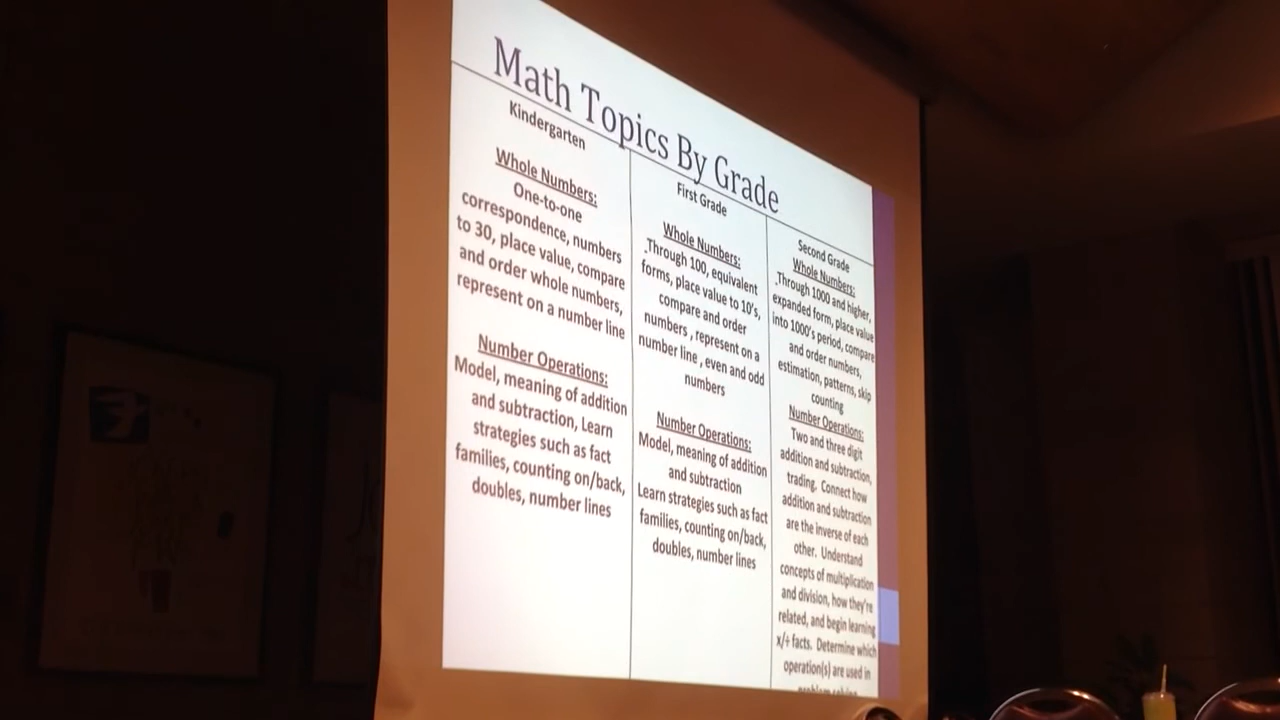 Math Topics By Grade
Kindergarten
Whole Numbers:
One-to-one
correspondence, numbers
to 30, place value, compare
and order whole numbers,
represent on a number line
Number Operations:
Model, meaning of addition
and subtraction, Learn
strategies such as fact
families, counting on/back,
doubles, number lines
First Grade
Whole Numbers:
.Through 100, equivalent
forms, place value to 10's,
compare and order
numbers , represent on a
number line , even and odd
numbers
Number Operations:
Model, meaning of addition
and subtraction
Learn strategies such as fact
families, counting on/back,
doubles, number lines
Second Grade
Whole Numbers:
.Through 1000 and higher,
expanded form, place value
into 1000's period, compare
and order numbers,
estimation, patterns, skip
counting
Number Operations:
Two and three digit
addition and subtraction,
trading. Connect how
addition and subtraction
are the inverse of each
other. Understand
concepts of multiplication
and division, how they're
related, and begin learning
x/÷ facts. Determine which
operation(s) are used in
problem solving